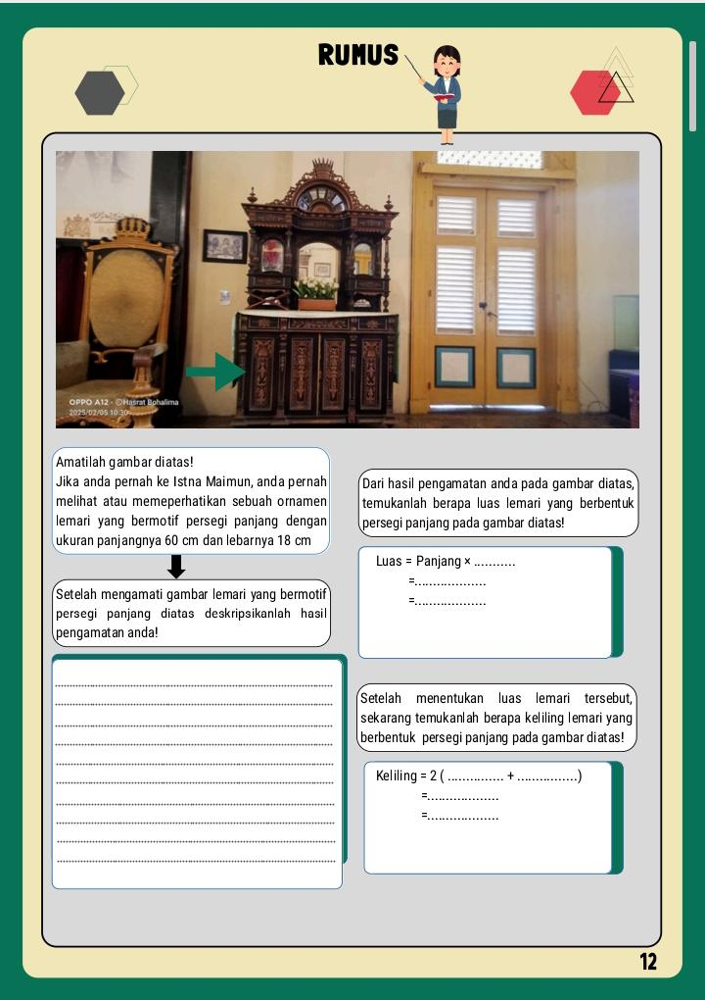 RUMUS
OPPO A12 · ©Hasrat Bohalima
2025/02/05 10:30
Amatilah gambar diatas!
Jika anda pernah ke Istna Maimun, anda pernah
melihat atau memeperhatikan sebuah ornamen
lemari yang bermotif persegi panjang dengan
ukuran panjangnya 60 cm dan lebarnya 18 cm
Setelah mengamati gambar lemari yang bermotif
persegi panjang diatas deskripsikanlah hasil
pengamatan anda!
Dari hasil pengamatan anda pada gambar diatas,
temukanlah berapa luas lemari yang berbentuk
persegi panjang pada gambar diatas!
Luas = Panjang × ...........
=...................
=...................
Setelah menentukan luas lemari tersebut,
sekarang temukanlah berapa keliling lemari yang
berbentuk persegi panjang pada gambar diatas!
Keliling = 2 ( ............... + ................)
=...................
=...................
12